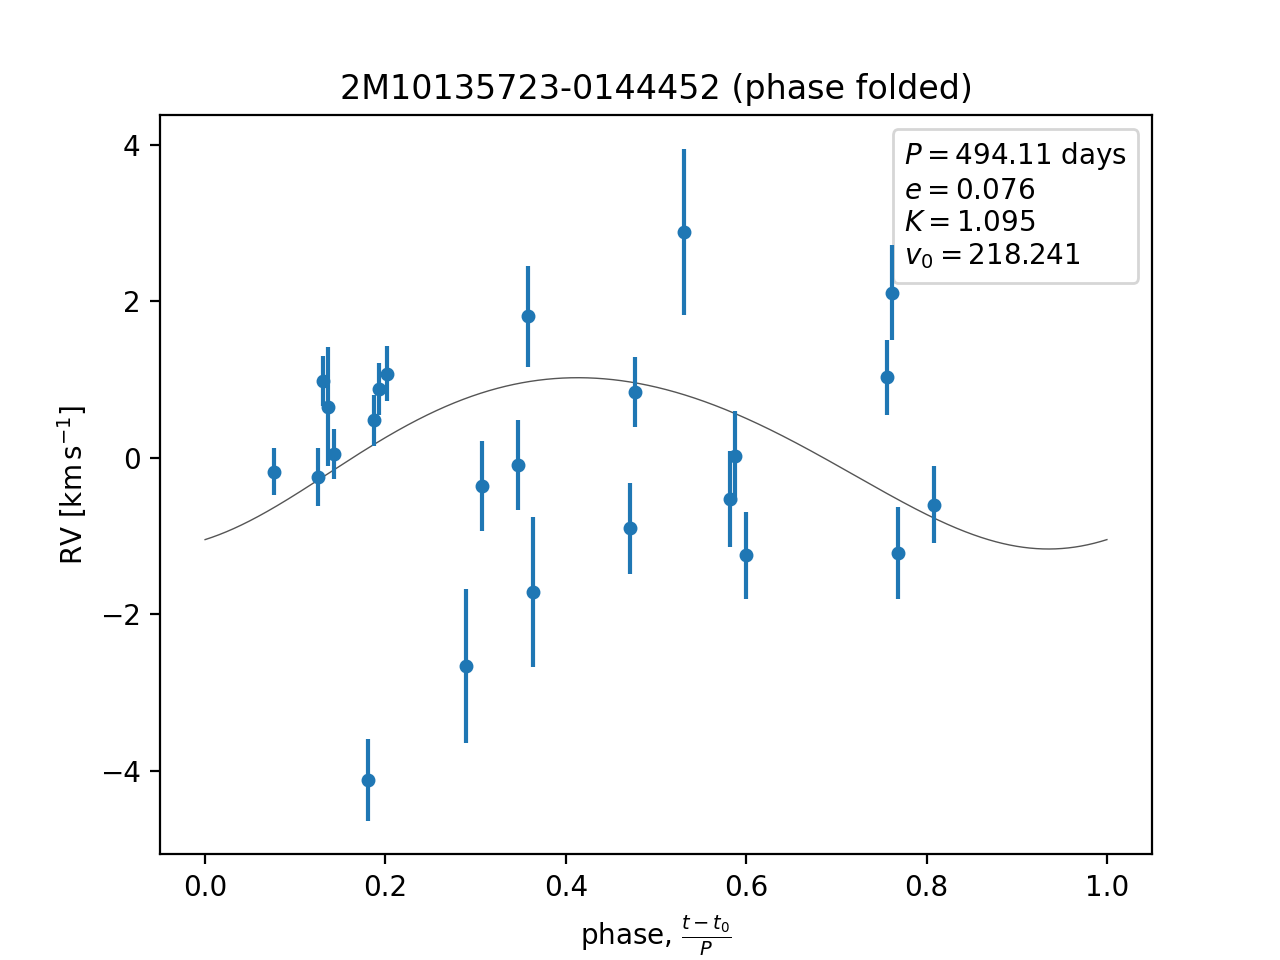 2M10135723-0144452 (phase folded)
P = 494.11 days
e = 0.076
K = 1.095
v₀ = 218.241
4
2
0
−2
−4
RV [km s⁻¹]
0.0 0.2 0.4 0.6 0.8 1.0
phase, (t − t₀)/P